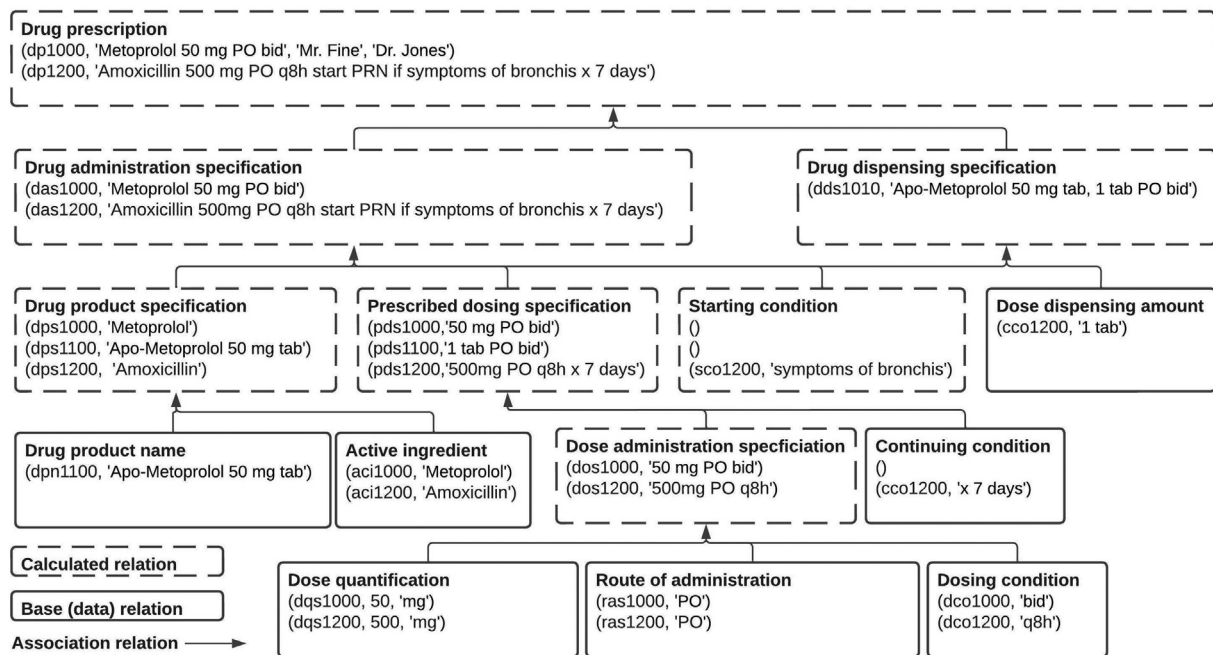 Drug prescription
(dp1000, 'Metoprolol 50 mg PO bid', 'Mr. Fine', 'Dr. Jones')
(dp1200, 'Amoxicillin 500 mg PO q8h start PRN if symptoms of bronchis x 7 days')
Drug administration specification
(das1000, 'Metoprolol 50 mg PO bid')
(das1200, 'Amoxicillin 500mg PO q8h start PRN if symptoms of bronchis x 7 days')
Drug dispensing specification
(dds1010, 'Apo-Metoprolol 50 mg tab, 1 tab PO bid')
Drug product specification
(dps1000, 'Metoprolol')
(dps1100, 'Apo-Metoprolol 50 mg tab')
(dps1200, 'Amoxicillin')
Prescribed dosing specification
(pds1000,'50 mg PO bid')
(pds1100,'1 tab PO bid')
(pds1200,'500mg PO q8h x 7 days')
Starting condition
()
()
(sco1200, 'symptoms of bronchis')
Dose dispensing amount
(cco1200, '1 tab')
Drug product name
(dpn1100, 'Apo-Metoprolol 50 mg tab')
Active ingredient
(aci1000, 'Metoprolol')
(aci1200, 'Amoxicillin')
Dose administration specficiation
(dos1000, '50 mg PO bid')
(dos1200, '500mg PO q8h')
Continuing condition
()
(cco1200, 'x 7 days')
Calculated relation
Base (data) relation
Association relation
Dose quantification
(dqs1000, 50, 'mg')
(dqs1200, 500, 'mg')
Route of administration
(ras1000, 'PO')
(ras1200, 'PO')
Dosing condition
(dco1000, 'bid')
(dco1200, 'q8h')